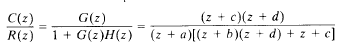 C(z)/R(z) = G(z)/(1 + G(z)H(z)) = (z + c)(z + d)/((z + a)[(z + b)(z + d) + z + c])